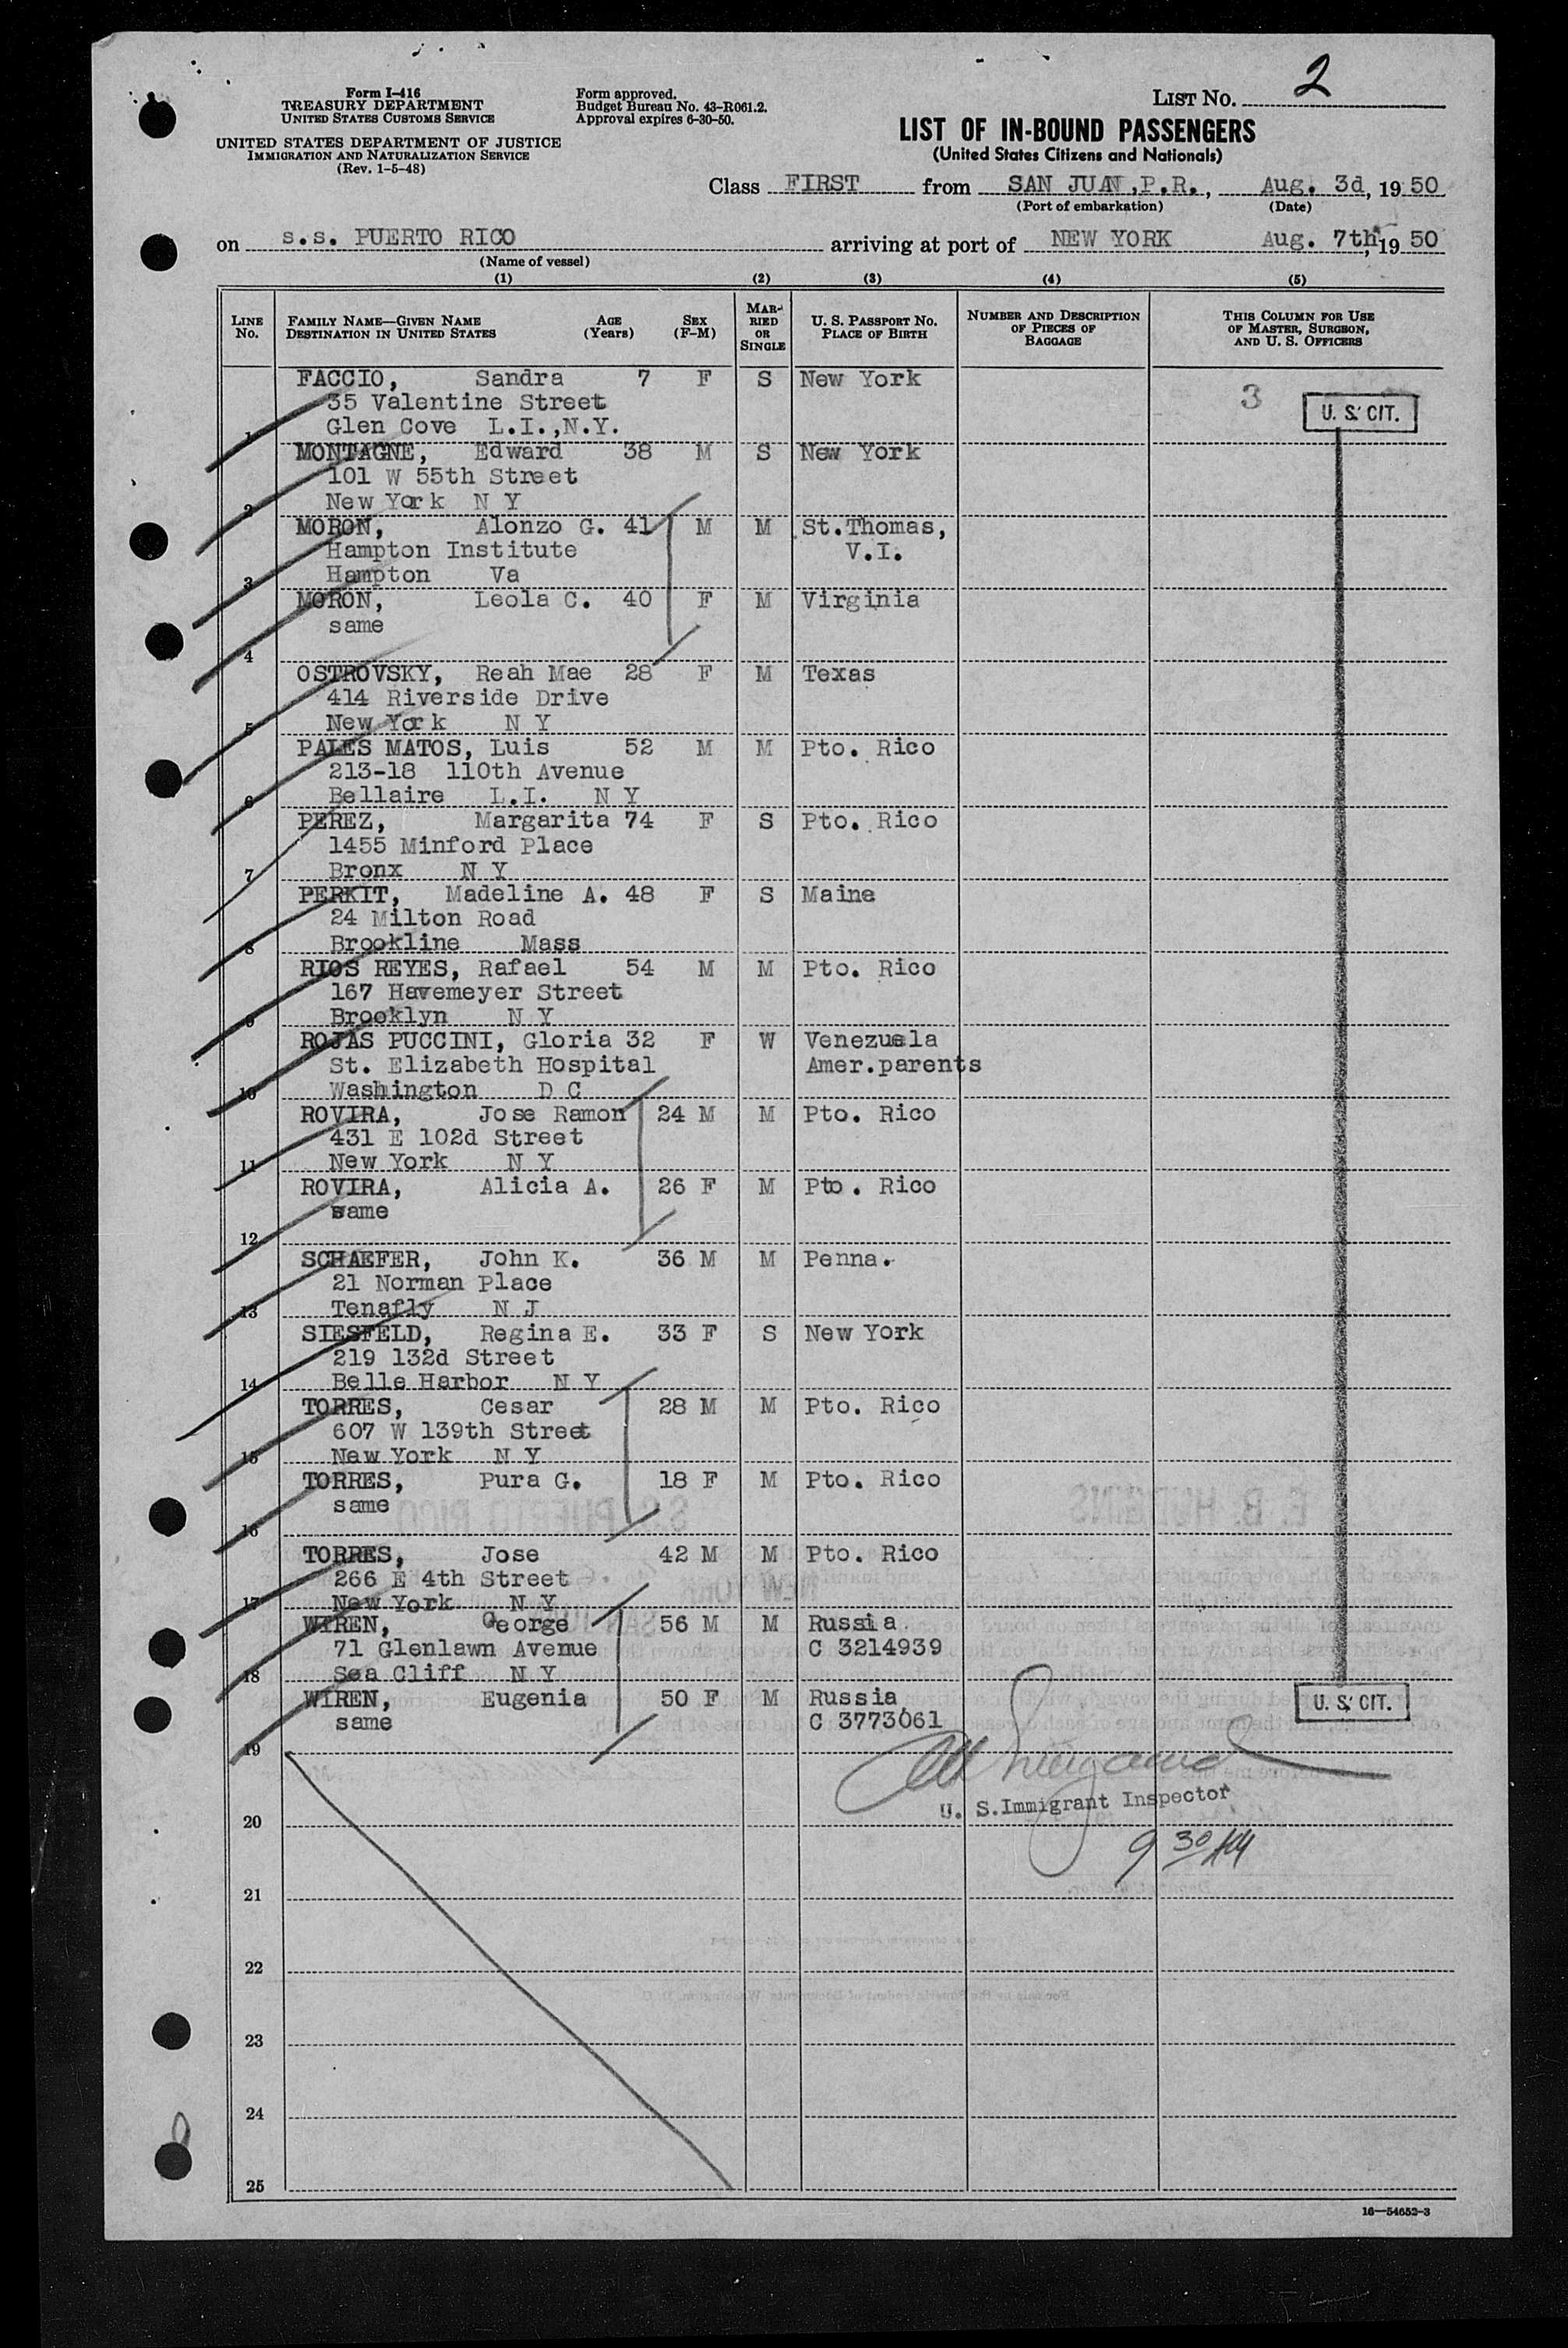 Form I-416
TREASURY DEPARTMENT
UNITED STATES CUSTOMS SERVICE
UNITED STATES DEPARTMENT OF JUSTICE
IMMIGRATION AND NATURALIZATION SERVICE
(Rev. 1-5-48)
Form approved.
Budget Bureau No. 43-R061.2.
Approval expires 6-30-50.
LIST NO. 2
LIST OF IN-BOUND PASSENGERS
(United States Citizens and Nationals)
Class FIRST from SAN JUAN, P.R., Aug. 3d, 19 50
(Port of embarkation) (Date)
on s.s. PUERTO RICO arriving at port of NEW YORK Aug. 7th, 19 50
(Name of vessel)
(1) (2) (3) (4) (5)
LINE NO.
FAMILY NAME—GIVEN NAME
DESTINATION IN UNITED STATES
AGE (Years)
SEX (F-M)
MARRIED OR SINGLE
U. S. PASSPORT NO.
PLACE OF BIRTH
NUMBER AND DESCRIPTION OF PIECES OF BAGGAGE
THIS COLUMN FOR USE OF MASTER, SURGEON, AND U. S. OFFICERS
FACCIO, Sandra 7 F S New York 3 U. S. CIT.
35 Valentine Street
1 Glen Cove L.I.,N.Y.
MONTAGNE, Edward 38 M S New York
101 W 55th Street
2 New York N Y
MORON, Alonzo G. 41 M M St.Thomas,
Hampton Institute V.I.
3 Hampton Va
MORON, Leola C. 40 F M Virginia
same
4
OSTROVSKY, Reah Mae 28 F M Texas
414 Riverside Drive
5 New York N Y
PALES MATOS, Luis 52 M M Pto. Rico
213-18 110th Avenue
6 Bellaire L.I. N Y
PEREZ, Margarita 74 F S Pto. Rico
1455 Minford Place
7 Bronx N Y
PERKIT, Madeline A. 48 F S Maine
24 Milton Road
8 Brookline Mass
RIOS REYES, Rafael 54 M M Pto. Rico
167 Havemeyer Street
9 Brooklyn N Y
ROJAS PUCCINI, Gloria 32 F W Venezuela
St. Elizabeth Hospital Amer.parents
10 Washington D C
ROVIRA, Jose Ramon 24 M M Pto. Rico
431 E 102d Street
11 New York N Y
ROVIRA, Alicia A. 26 F M Pto. Rico
same
12
SCHAEFER, John K. 36 M M Penna.
21 Norman Place
13 Tenafly N J
SIESFELD, Regina E. 33 F S New York
219 132d Street
14 Belle Harbor N Y
TORRES, Cesar 28 M M Pto. Rico
607 W 139th Street
15 New York N Y
TORRES, Pura G. 18 F M Pto. Rico
same
16
TORRES, Jose 42 M M Pto. Rico
266 E 4th Street
17 New York N Y
WIREN, George 56 M M Russia
71 Glenlawn Avenue C 3214939
18 Sea Cliff N Y
WIREN, Eugenia 50 F M Russia U. S. CIT.
same C 3773061
19
U. S. Immigrant Inspector
20
9 30 AM
21
22
23
24
25
16—54652-3